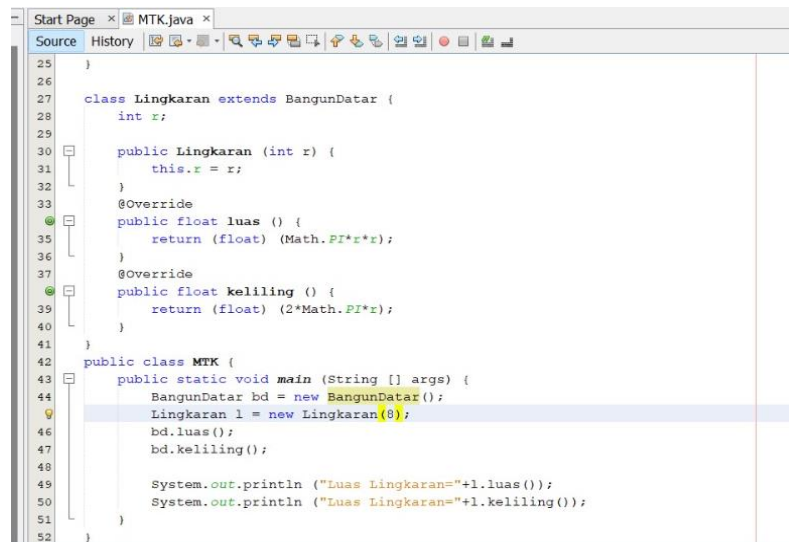 Start Page × MTK.java ×
Source History
25 }
26
27 class Lingkaran extends BangunDatar {
28 int r;
29
30 public Lingkaran (int r) {
31 this.r = r;
32 }
33 @Override
public float luas () {
35 return (float) (Math.PI*r*r);
36 }
37 @Override
public float keliling () {
39 return (float) (2*Math.PI*r);
40 }
41 }
42 public class MTK {
43 public static void main (String [] args) {
44 BangunDatar bd = new BangunDatar();
Lingkaran l = new Lingkaran(8);
46 bd.luas();
47 bd.keliling();
48
49 System.out.println ("Luas Lingkaran="+l.luas());
50 System.out.println ("Luas Lingkaran="+l.keliling());
51 }
52 }